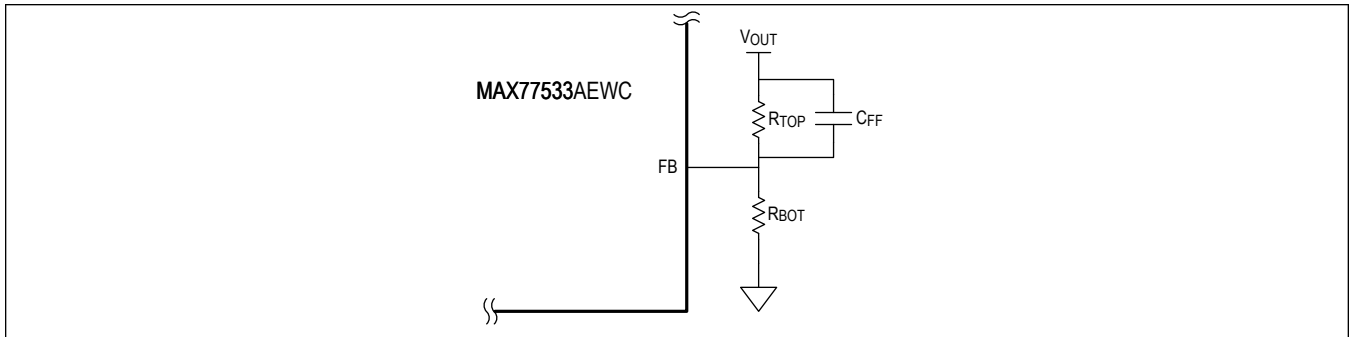 VOUT
MAX77533AEWC
RTOP
CFF
FB
RBOT